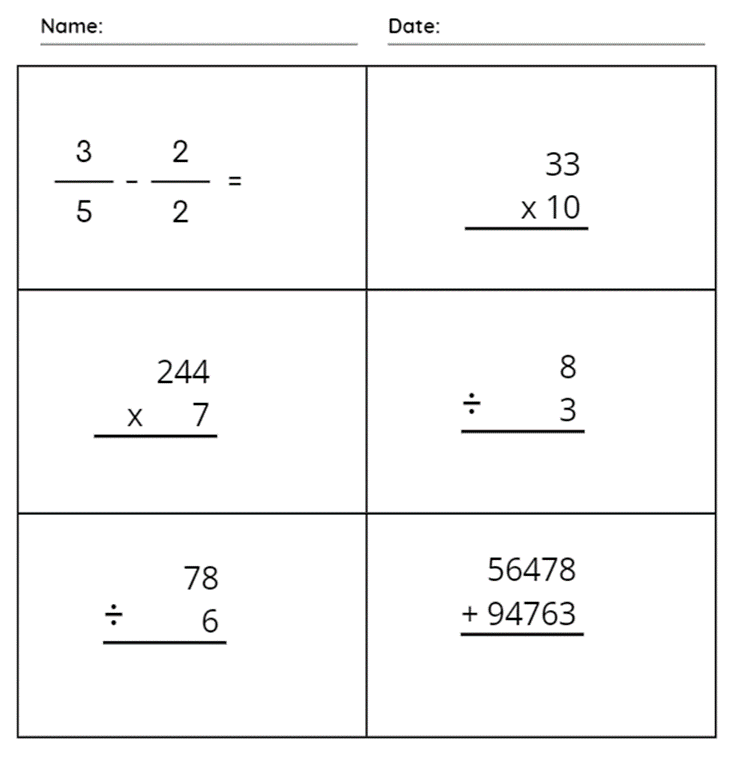 Name: Date:
3/5 - 2/2 =
33
x 10
244
x 7
8
÷ 3
78
÷ 6
56478
+ 94763